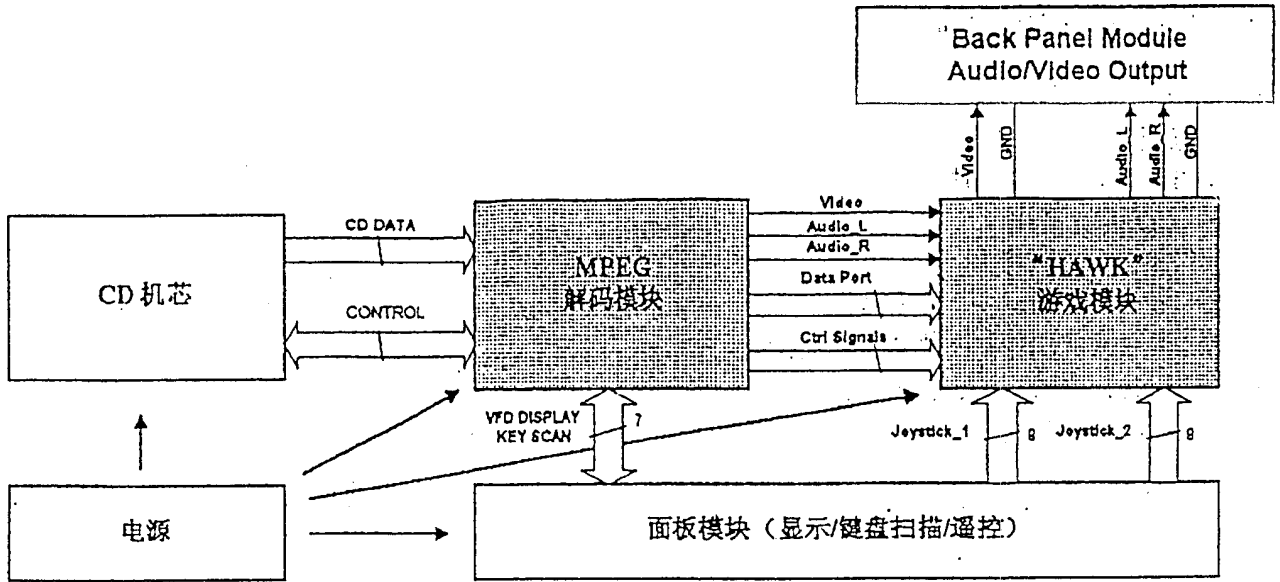 Back Panel Module
Audio/Video Output
Video
GND
Audio_L
Audio_R
GND
CD 机芯
CD DATA
CONTROL
MPEG
解码模块
Video
Audio_L
Audio_R
Data Port
Ctrl Signals
"HAWK"
游戏模块
VFD DISPLAY
KEY SCAN
7
Joystick_1
8
Joystick_2
8
电源
面板模块（显示/键盘扫描/遥控）